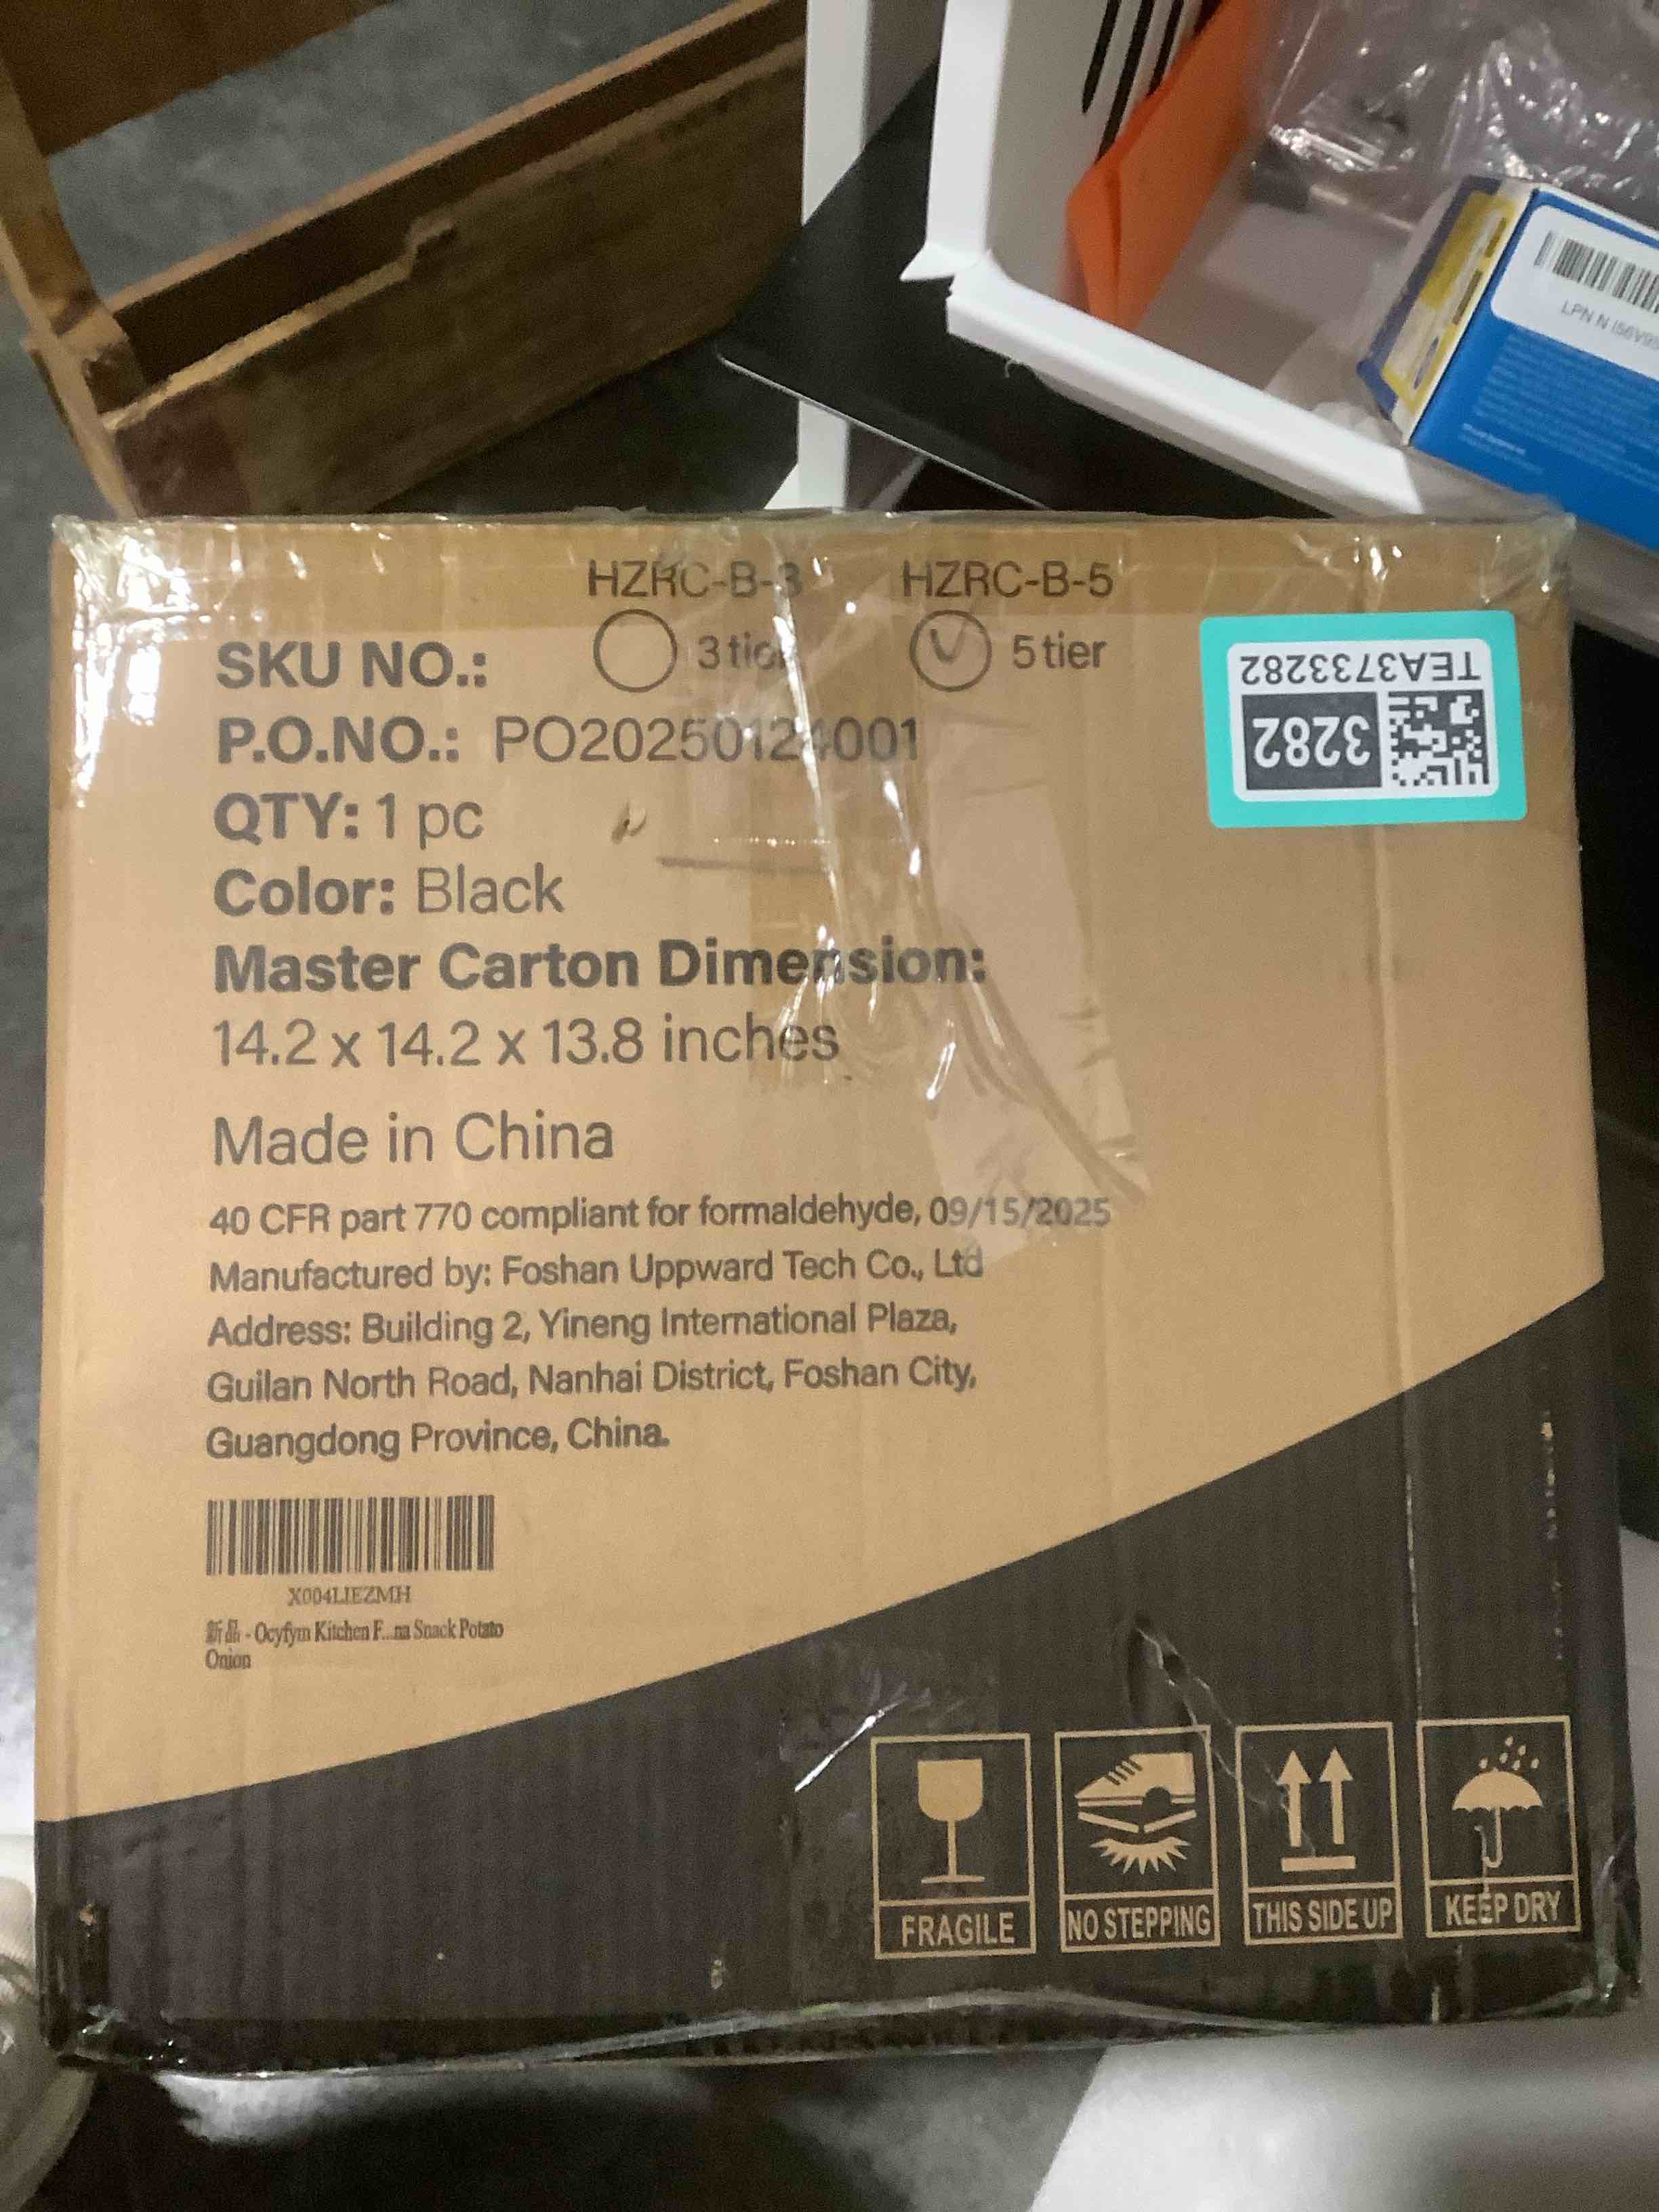 LPN N
HZRC-B-3 HZRC-B-5
SKU NO.: 3 tier 5 tier
TEA3733282
3282
P.O.NO.: PO20250124001
QTY: 1 pc
Color: Black
Master Carton Dimension:
14.2 x 14.2 x 13.8 inches
Made in China
40 CFR part 770 compliant for formaldehyde, 09/15/2025
Manufactured by: Foshan Uppward Tech Co., Ltd
Address: Building 2, Yineng International Plaza,
Guilan North Road, Nanhai District, Foshan City,
Guangdong Province, China.
X004LIEZMH
新品 - Ocyfym Kitchen F...na Snack Potato
Onion
FRAGILE NO STEPPING THIS SIDE UP KEEP DRY